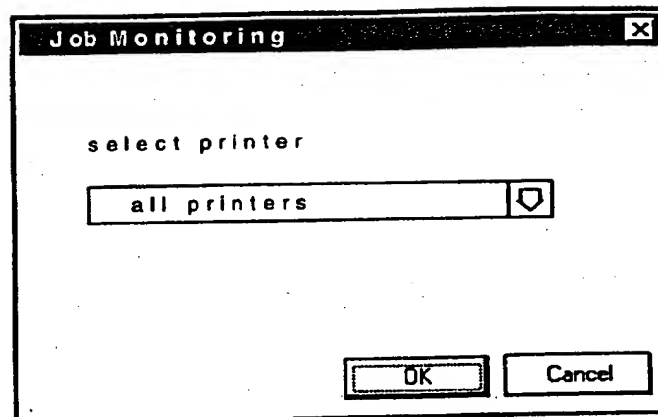 Job Monitoring
select printer
all printers
OK Cancel